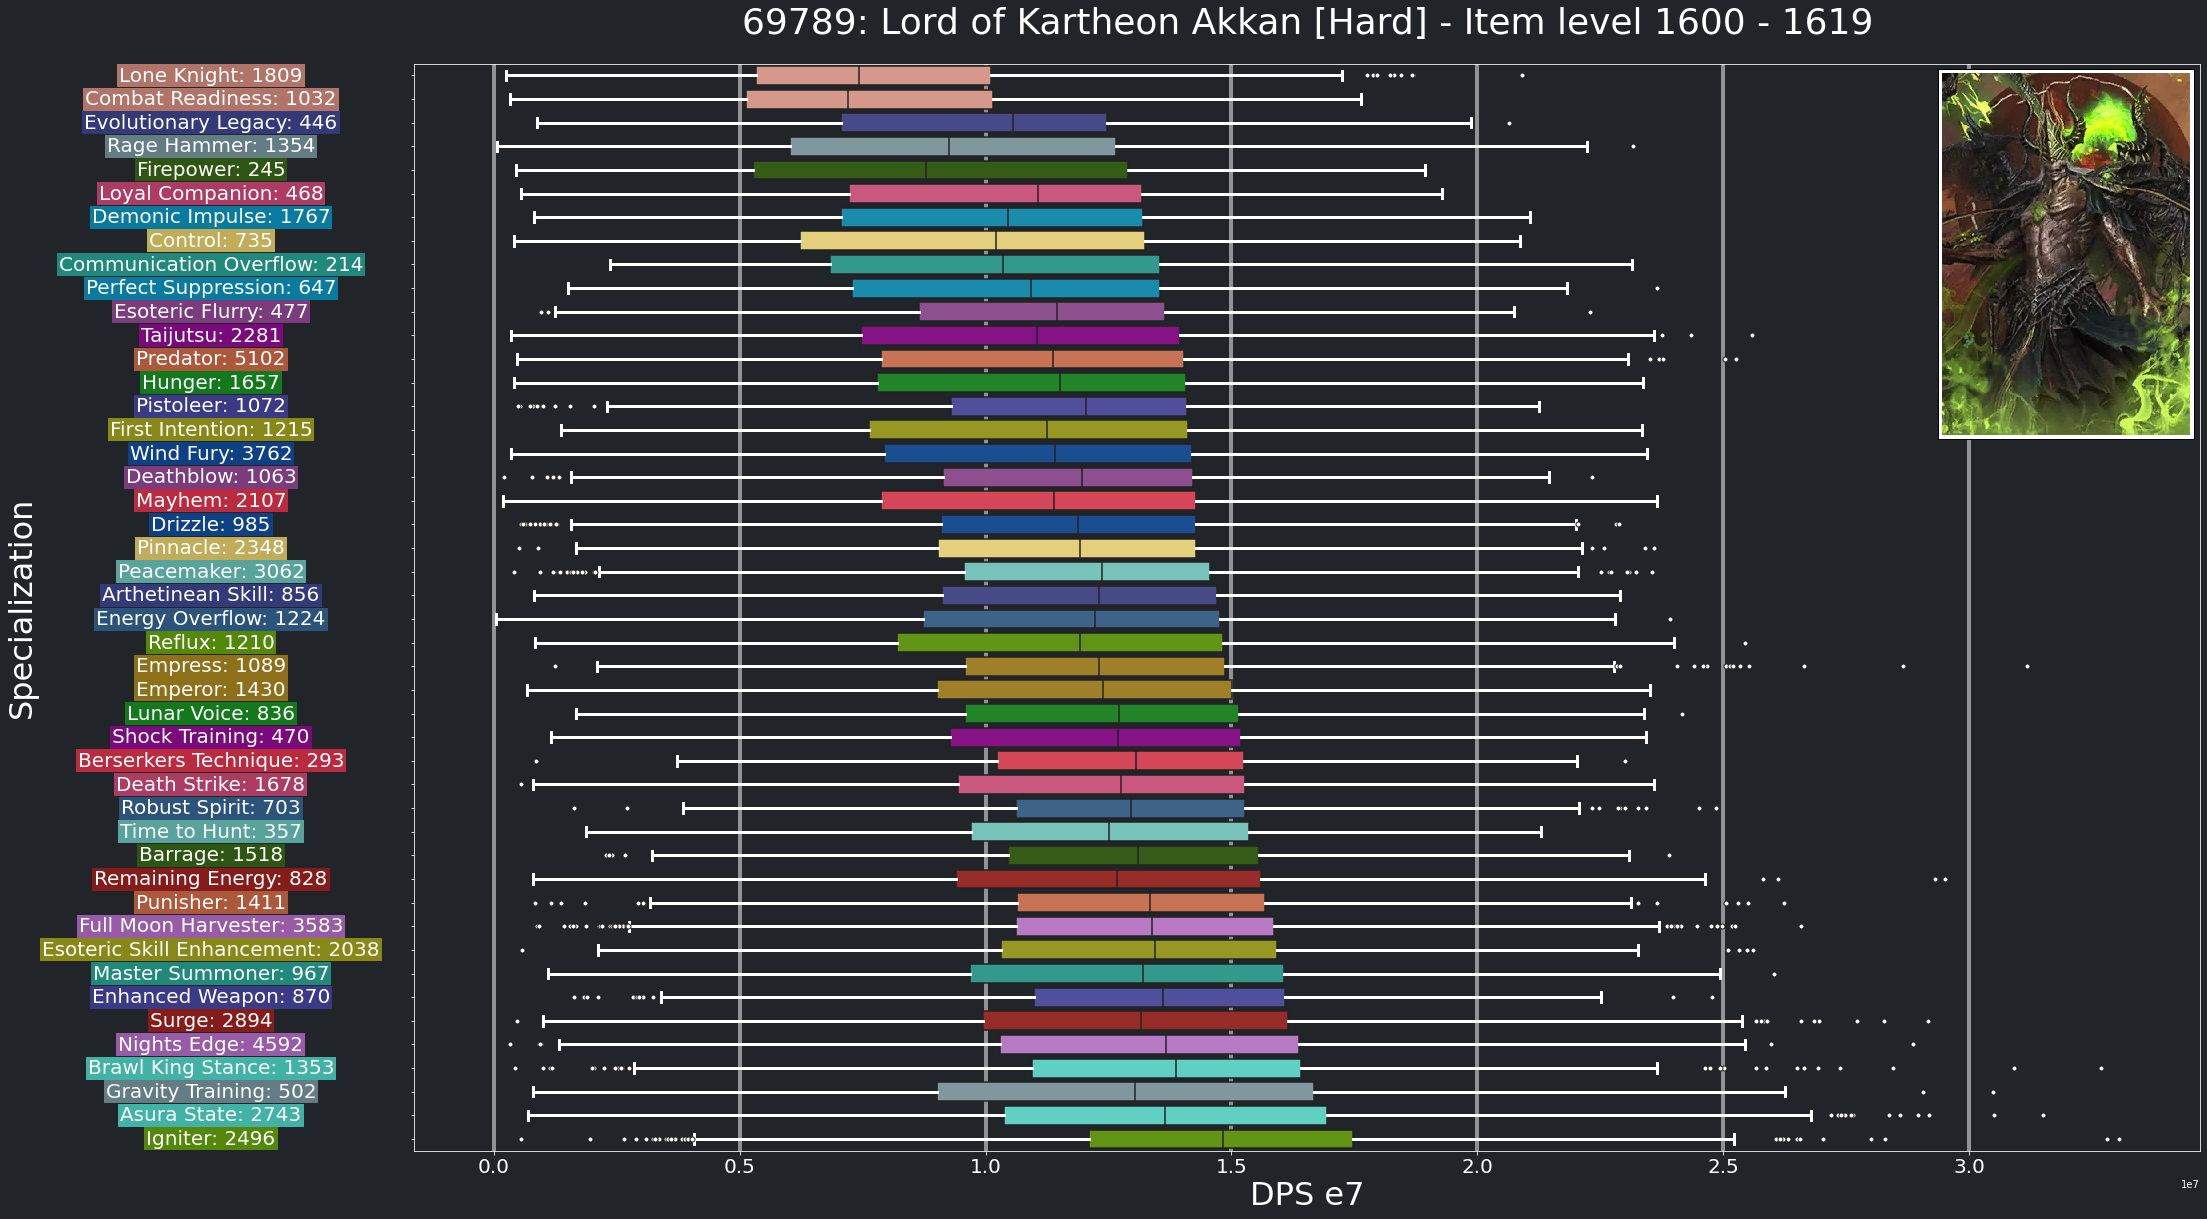 69789: Lord of Kartheon Akkan [Hard] - Item level 1600 - 1619
Lone Knight: 1809
Combat Readiness: 1032
Evolutionary Legacy: 446
Rage Hammer: 1354
Firepower: 245
Loyal Companion: 468
Demonic Impulse: 1767
Control: 735
Communication Overflow: 214
Perfect Suppression: 647
Esoteric Flurry: 477
Taijutsu: 2281
Predator: 5102
Hunger: 1657
Pistoleer: 1072
First Intention: 1215
Wind Fury: 3762
Deathblow: 1063
Mayhem: 2107
Drizzle: 985
Pinnacle: 2348
Peacemaker: 3062
Arthetinean Skill: 856
Energy Overflow: 1224
Reflux: 1210
Empress: 1089
Emperor: 1430
Lunar Voice: 836
Shock Training: 470
Berserkers Technique: 293
Death Strike: 1678
Robust Spirit: 703
Time to Hunt: 357
Barrage: 1518
Remaining Energy: 828
Punisher: 1411
Full Moon Harvester: 3583
Esoteric Skill Enhancement: 2038
Master Summoner: 967
Enhanced Weapon: 870
Surge: 2894
Nights Edge: 4592
Brawl King Stance: 1353
Gravity Training: 502
Asura State: 2743
Igniter: 2496
Specialization
0.0 0.5 1.0 1.5 2.0 2.5 3.0
DPS e7
1e7